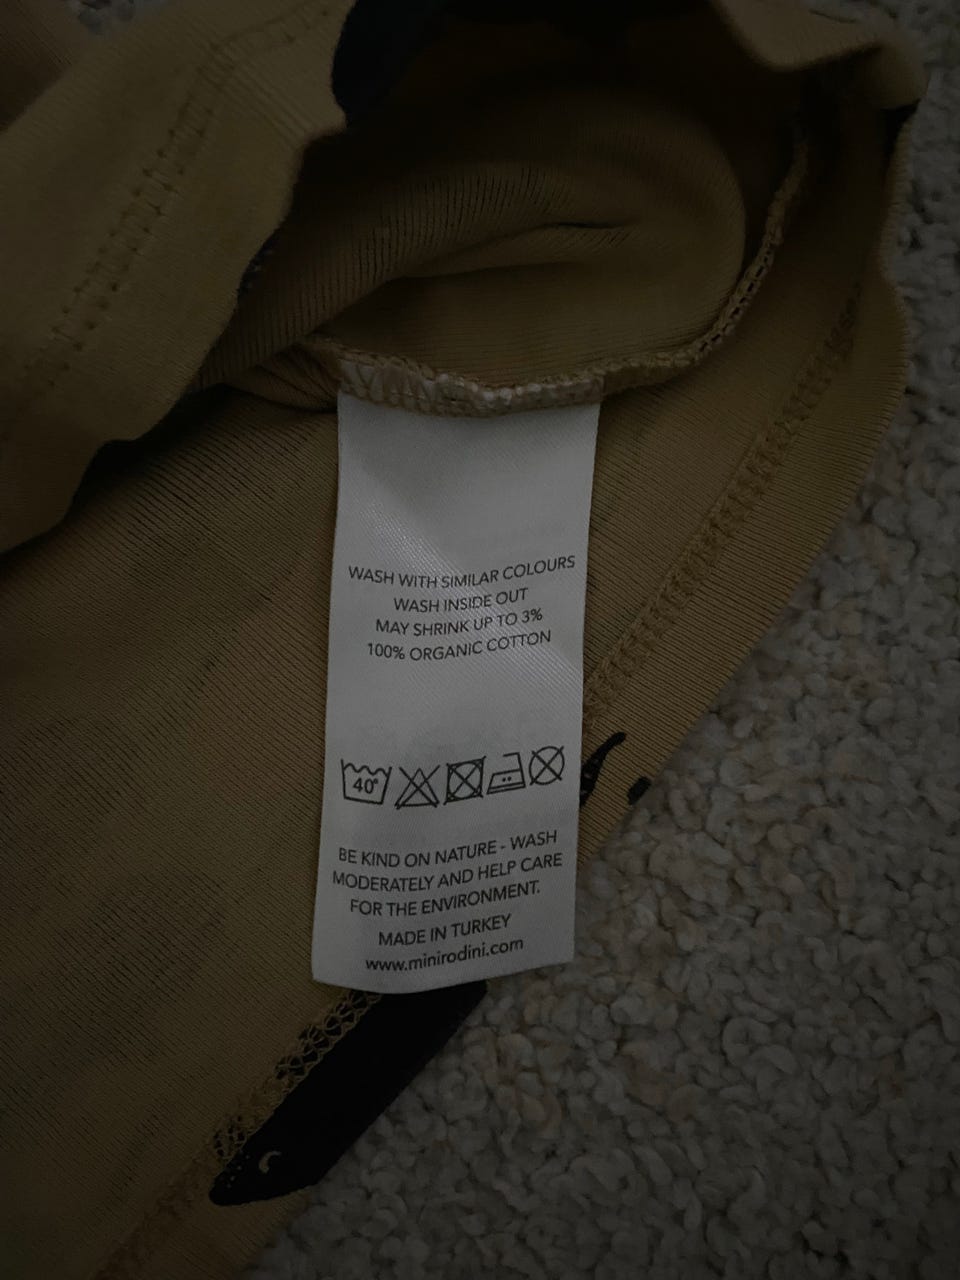 WASH WITH SIMILAR COLOURS
WASH INSIDE OUT
MAY SHRINK UP TO 3%
100% ORGANIC COTTON
40°
BE KIND ON NATURE - WASH
MODERATELY AND HELP CARE
FOR THE ENVIRONMENT.
MADE IN TURKEY
www.minirodini.com